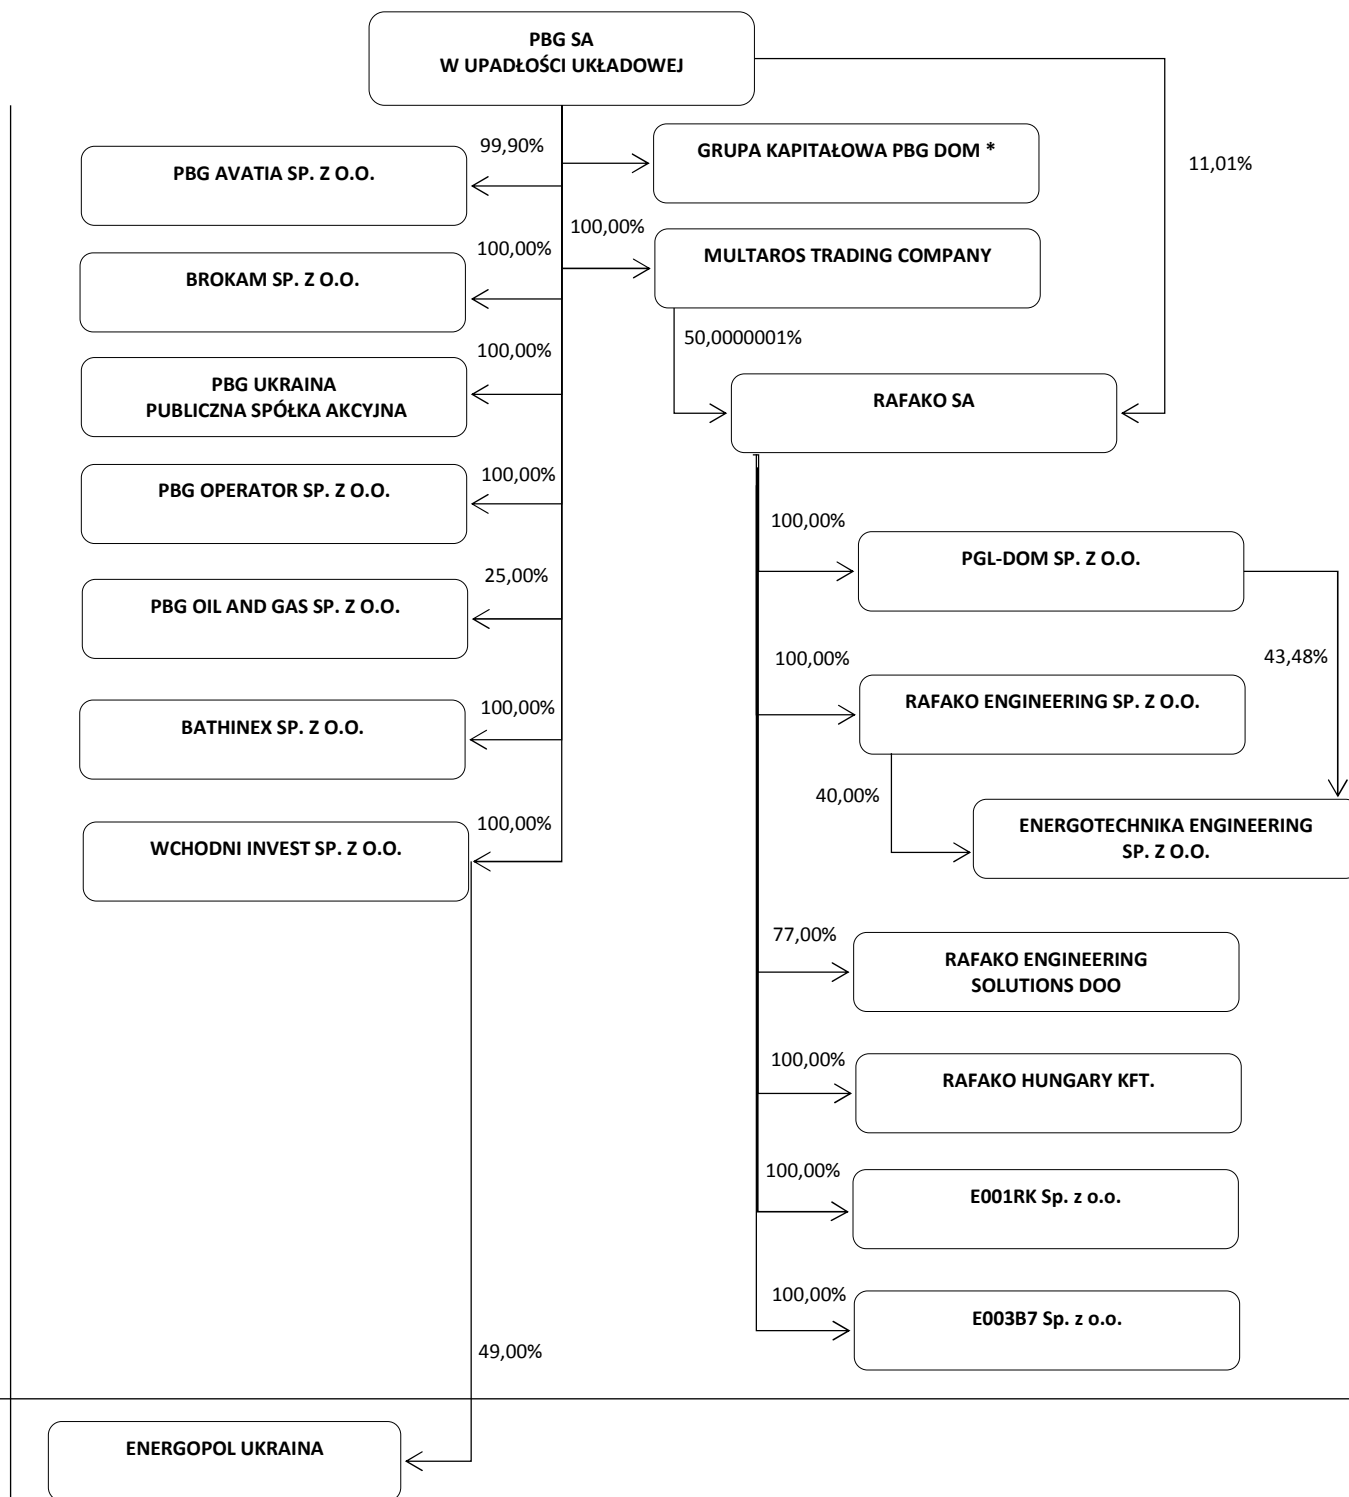 PBG SA
W UPADŁOŚCI UKŁADOWEJ
99,90%
GRUPA KAPITAŁOWA PBG DOM *
11,01%
PBG AVATIA SP. Z O.O.
100,00%
100,00%
MULTAROS TRADING COMPANY
BROKAM SP. Z O.O.
50,0000001%
100,00%
PBG UKRAINA
PUBLICZNA SPÓŁKA AKCYJNA
RAFAKO SA
100,00%
PBG OPERATOR SP. Z O.O.
100,00%
PGL-DOM SP. Z O.O.
25,00%
PBG OIL AND GAS SP. Z O.O.
43,48%
100,00%
RAFAKO ENGINEERING SP. Z O.O.
100,00%
BATHINEX SP. Z O.O.
40,00%
100,00%
WCHODNI INVEST SP. Z O.O.
ENERGOTECHNIKA ENGINEERING
SP. Z O.O.
77,00%
RAFAKO ENGINEERING
SOLUTIONS DOO
100,00%
RAFAKO HUNGARY KFT.
100,00%
E001RK Sp. z o.o.
100,00%
E003B7 Sp. z o.o.
49,00%
ENERGOPOL UKRAINA